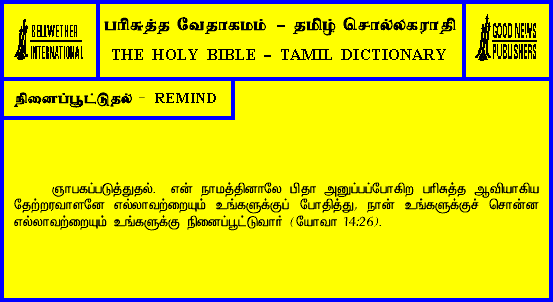 BELLWETHER
INTERNATIONAL
பரிசுத்த வேதாகமம் - தமிழ் சொல்லகராதி
THE HOLY BIBLE - TAMIL DICTIONARY
GOOD NEWS
PUBLISHERS
நினைப்பூட்டுதல் - REMIND
ஞாபகப்படுத்துதல். என் நாமத்தினாலே பிதா அனுப்பப்போகிற பரிசுத்த ஆவியாகிய
தேற்றரவாளனே எல்லாவற்றையும் உங்களுக்குப் போதித்து, நான் உங்களுக்குச் சொன்ன
எல்லாவற்றையும் உங்களுக்கு நினைப்பூட்டுவார் (யோவா 14:26).